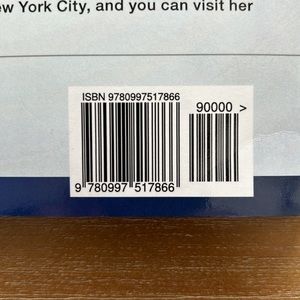 ew York City, and you can visit her
ISBN 9780997517866
90000 >
9 780997 517866